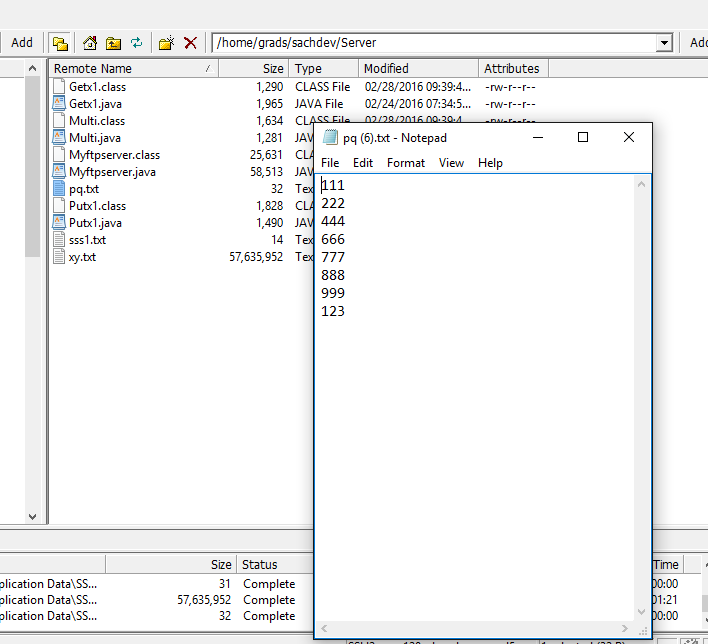 Add
/home/grads/sachdev/Server
Add
Remote Name / Size Type Modified Attributes
Getx1.class 1,290 CLASS File 02/28/2016 09:39:4... -rw-r--r--
Getx1.java 1,965 JAVA File 02/24/2016 07:34:5... -rw-r--r--
Multi.class 1,634 CLASS File 02/28/2016 09:39:4... -rw-r--r--
Multi.java 1,281 JAV
Myftpserver.class 25,631 CLA
Myftpserver.java 58,513 JAV
pq.txt 32 Tex
Putx1.class 1,828 CLA
Putx1.java 1,490 JAV
sss1.txt 14 Tex
xy.txt 57,635,952 Tex
pq (6).txt - Notepad
File Edit Format View Help
111
222
444
666
777
888
999
123
Size Status Time
plication Data\SS... 31 Complete 00:00
plication Data\SS... 57,635,952 Complete 01:21
plication Data\SS... 32 Complete 00:00